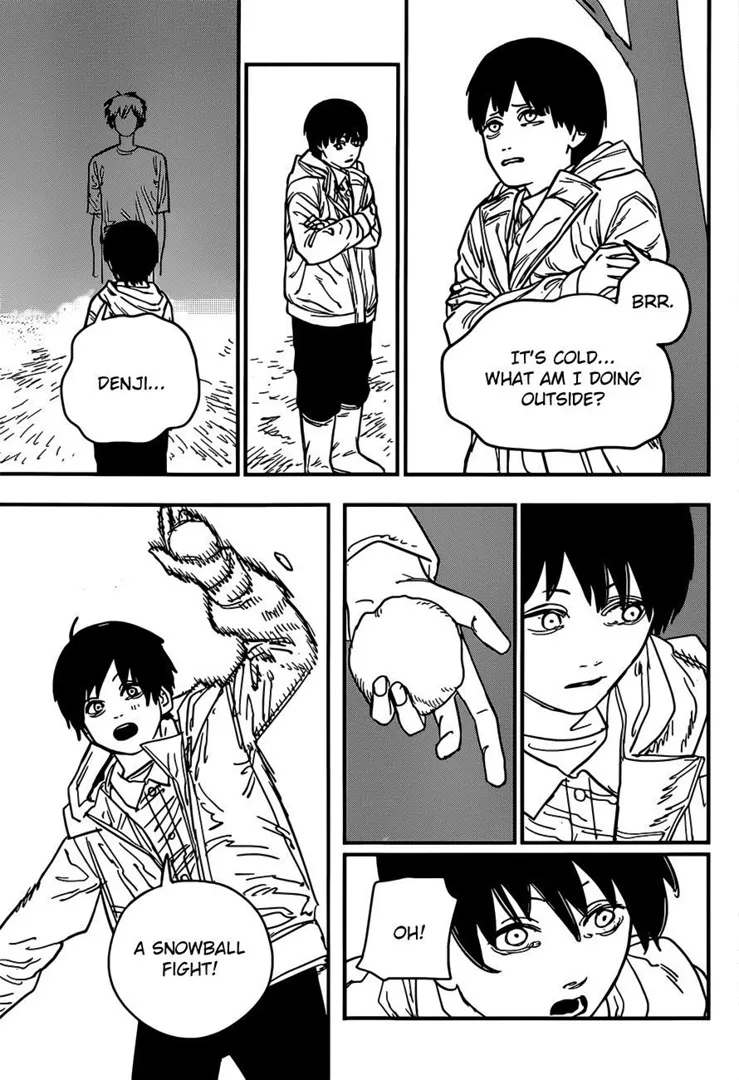 BRR.
IT'S COLD...
WHAT AM I DOING
OUTSIDE?
DENJI...
OH!
A SNOWBALL
FIGHT!